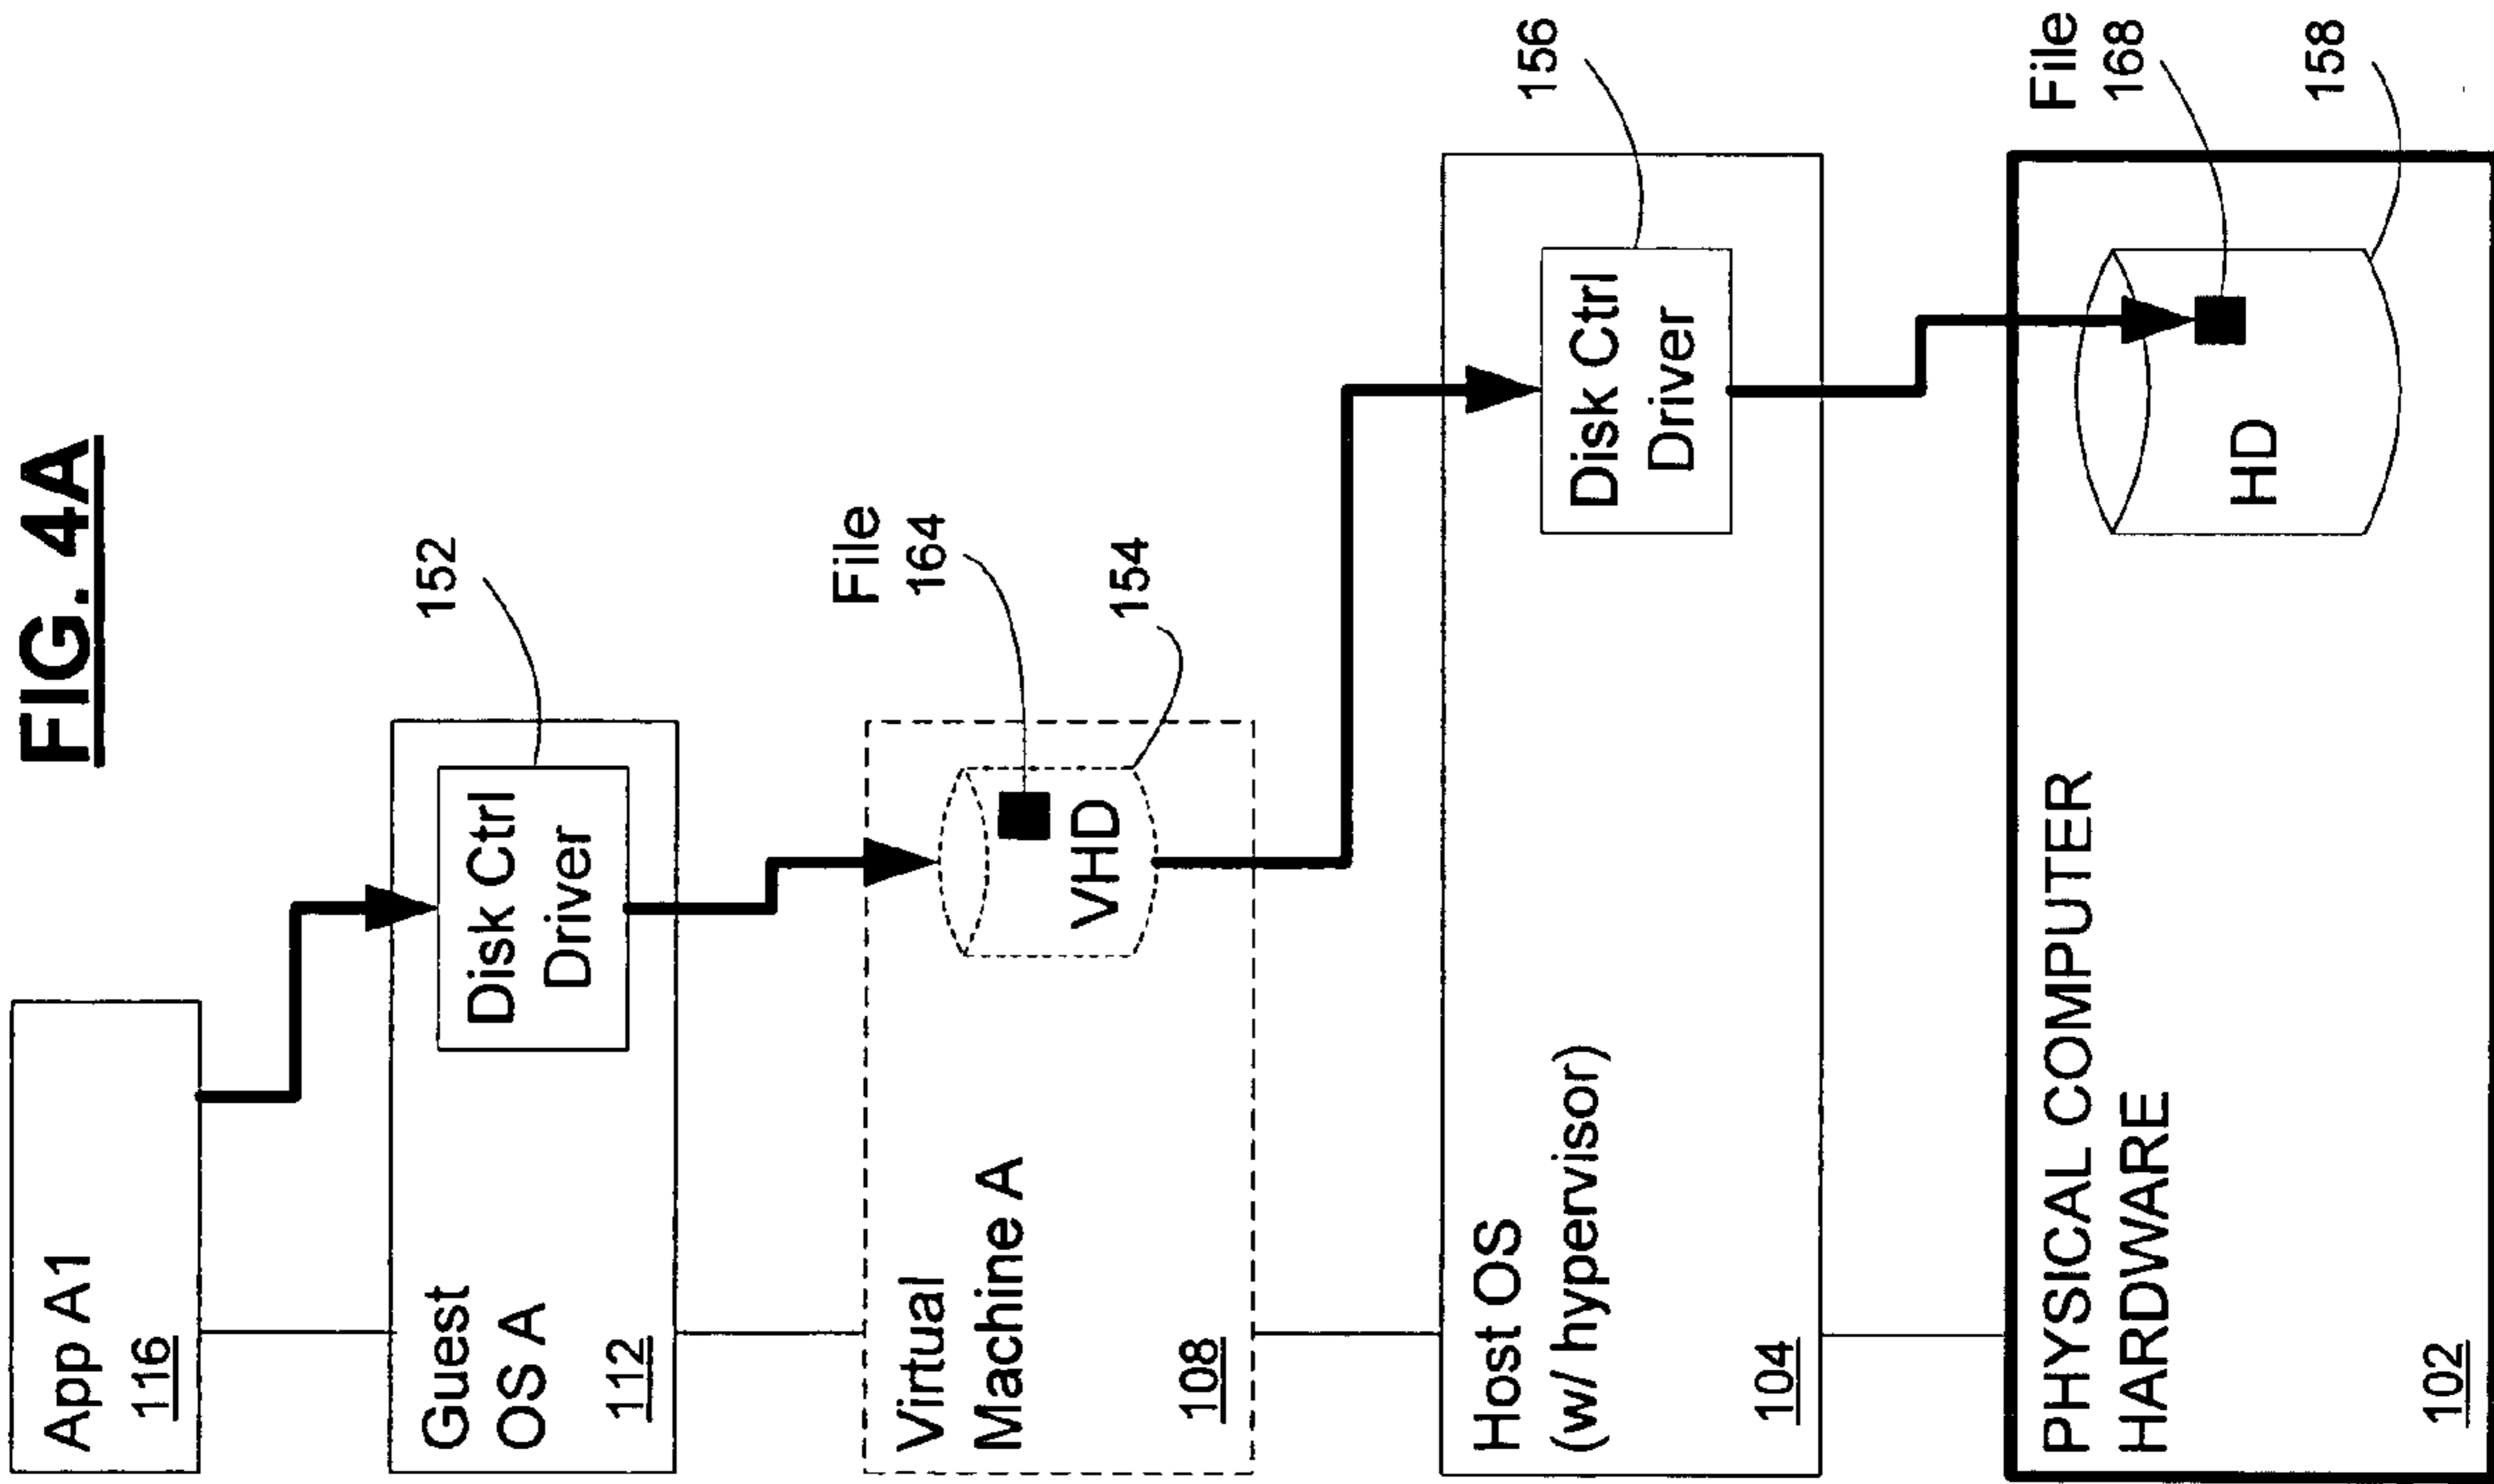 FIG. 4A
App A1
116
Guest
OS A
112
Disk Ctrl
Driver
152
Virtual
Machine A
108
VHD
File
164
154
Host OS
(w/ hypervisor)
104
Disk Ctrl
Driver
156
PHYSICAL COMPUTER
HARDWARE
102
HD
File
168
158